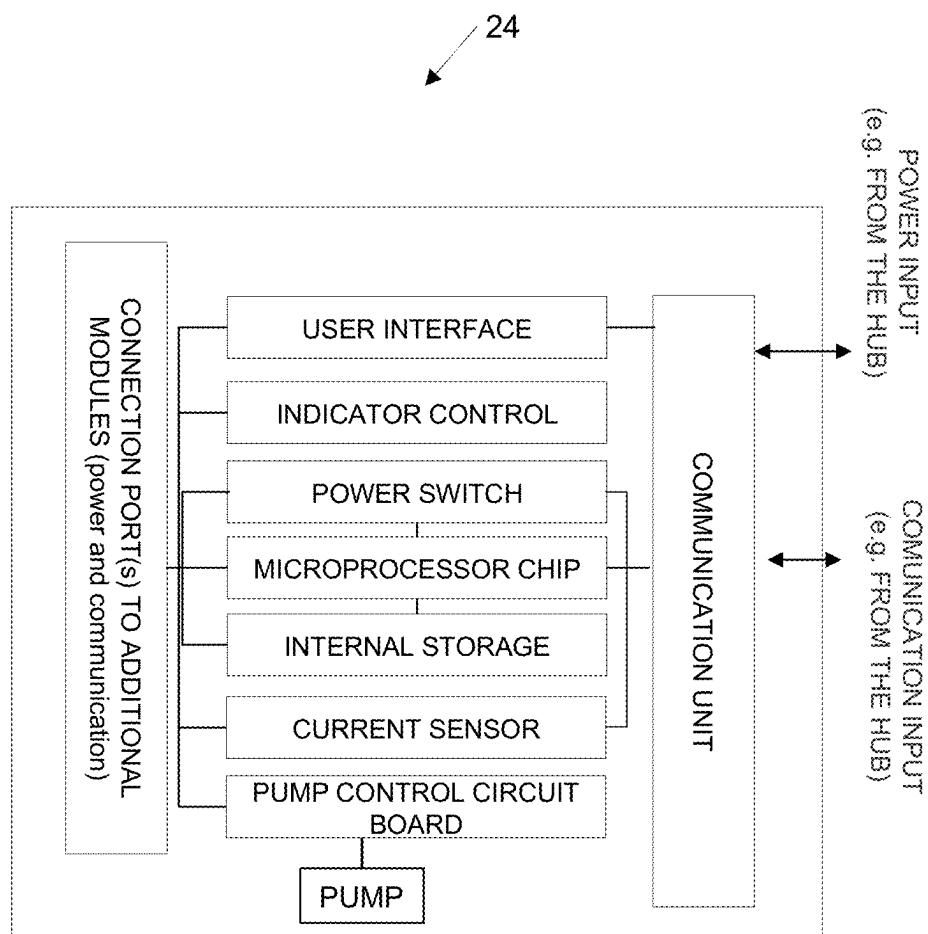 24
POWER INPUT
(e.g. FROM THE HUB)
COMUNICATION INPUT
(e.g. FROM THE HUB)
CONNECTION PORT(s) TO ADDITIONAL
MODULES (power and communication)
USER INTERFACE
INDICATOR CONTROL
POWER SWITCH
MICROPROCESSOR CHIP
INTERNAL STORAGE
CURRENT SENSOR
PUMP CONTROL CIRCUIT
BOARD
PUMP
COMMUNICATION UNIT